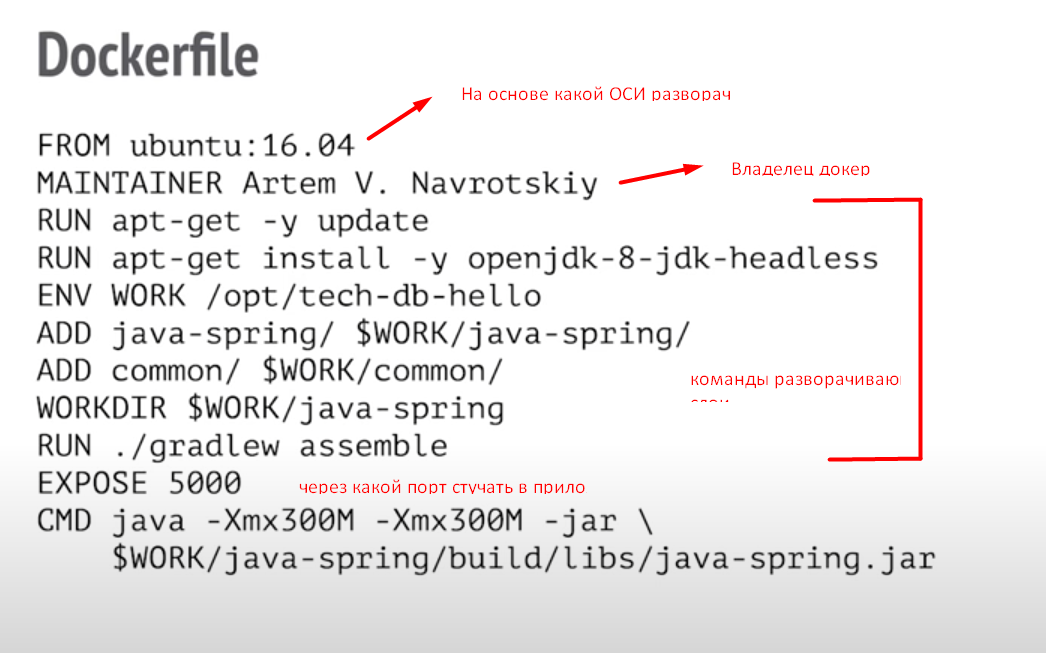 Dockerfile
На основе какой ОСИ разворач
FROM ubuntu:16.04
Владелец докер
MAINTAINER Artem V. Navrotskiy
RUN apt-get -y update
RUN apt-get install -y openjdk-8-jdk-headless
ENV WORK /opt/tech-db-hello
ADD java-spring/ $WORK/java-spring/
ADD common/ $WORK/common/
команды разворачиваю
WORKDIR $WORK/java-spring
RUN ./gradlew assemble
EXPOSE 5000 через какой порт стучать в прило
CMD java -Xmx300M -Xmx300M -jar \
$WORK/java-spring/build/libs/java-spring.jar